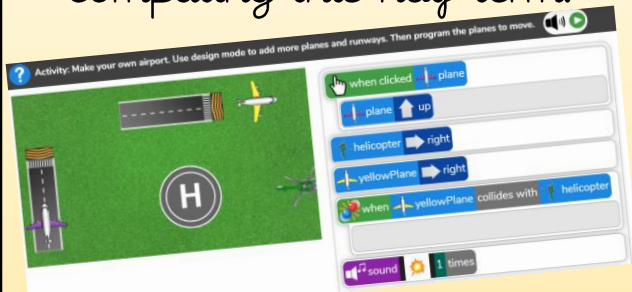 computing this half term.
? Activity: Make your own airport. Use design mode to add more planes and runways. Then program the planes to move.
when clicked plane
plane up
helicopter right
yellowPlane right
when yellowPlane collides with helicopter
sound 1 times
H